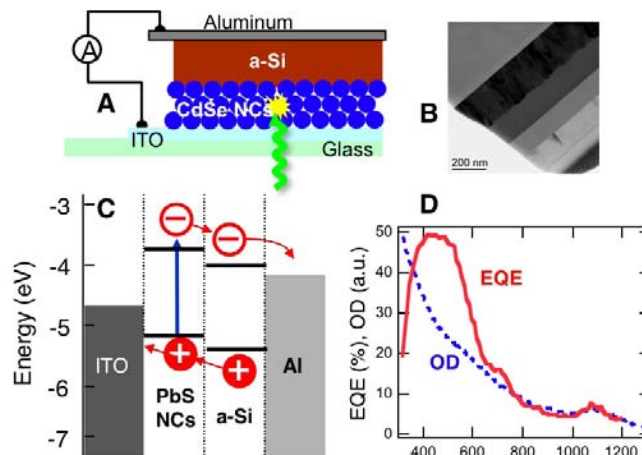 Aluminum
A
a-Si
A
CdSe NCs
ITO
Glass
B
200 nm
C
-3
-4
-5
-6
-7
Energy (eV)
ITO
PbS
NCs
a-Si
Al
D
50
40
30
20
10
0
EQE (%), OD (a.u.)
EQE
OD
400 600 800 1000 1200